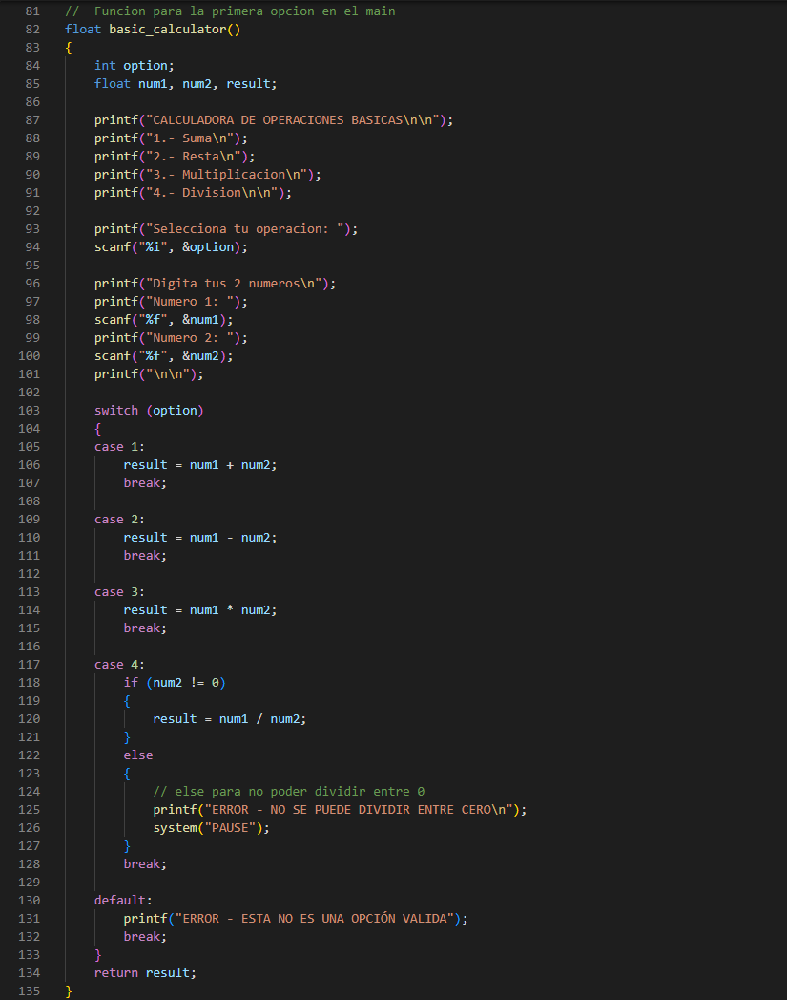 81 // Funcion para la primera opcion en el main
82 float basic_calculator()
83 {
84 int option;
85 float num1, num2, result;
86
87 printf("CALCULADORA DE OPERACIONES BASICAS\n\n");
88 printf("1.- Suma\n");
89 printf("2.- Resta\n");
90 printf("3.- Multiplicacion\n");
91 printf("4.- Division\n\n");
92
93 printf("Selecciona tu operacion: ");
94 scanf("%i", &option);
95
96 printf("Digita tus 2 numeros\n");
97 printf("Numero 1: ");
98 scanf("%f", &num1);
99 printf("Numero 2: ");
100 scanf("%f", &num2);
101 printf("\n\n");
102
103 switch (option)
104 {
105 case 1:
106 result = num1 + num2;
107 break;
108
109 case 2:
110 result = num1 - num2;
111 break;
112
113 case 3:
114 result = num1 * num2;
115 break;
116
117 case 4:
118 if (num2 != 0)
119 {
120 result = num1 / num2;
121 }
122 else
123 {
124 // else para no poder dividir entre 0
125 printf("ERROR - NO SE PUEDE DIVIDIR ENTRE CERO\n");
126 system("PAUSE");
127 }
128 break;
129
130 default:
131 printf("ERROR - ESTA NO ES UNA OPCIÓN VALIDA");
132 break;
133 }
134 return result;
135 }